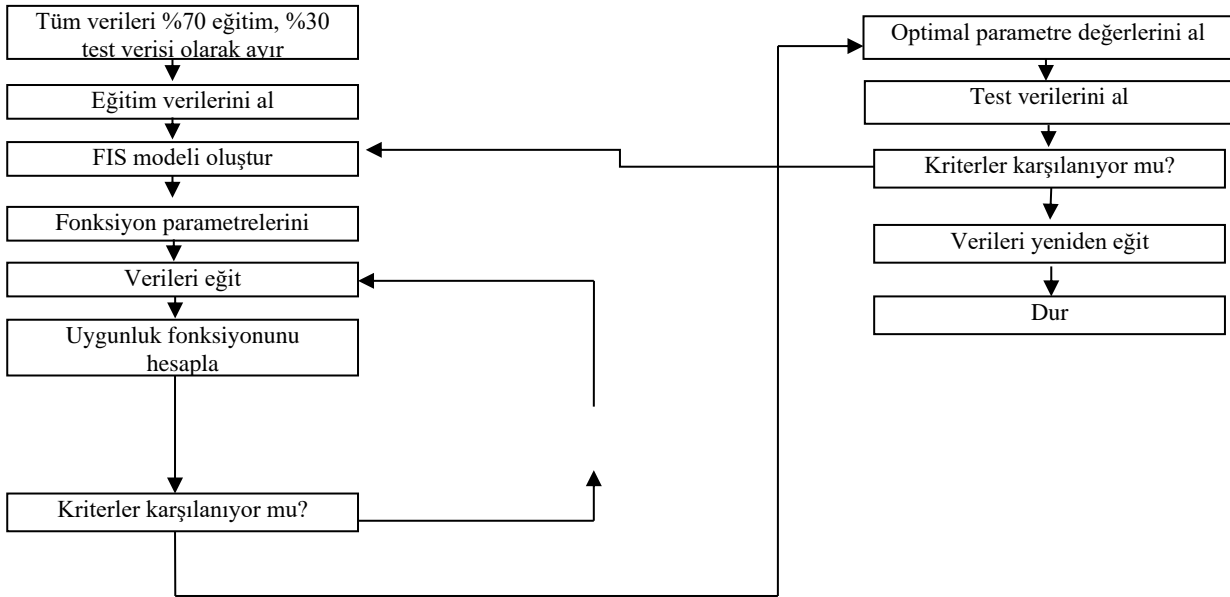 Tüm verileri %70 eğitim, %30
test verisi olarak ayır
Eğitim verilerini al
FIS modeli oluştur
Fonksiyon parametrelerini
Verileri eğit
Uygunluk fonksiyonunu
hesapla
Kriterler karşılanıyor mu?
Optimal parametre değerlerini al
Test verilerini al
Kriterler karşılanıyor mu?
Verileri yeniden eğit
Dur